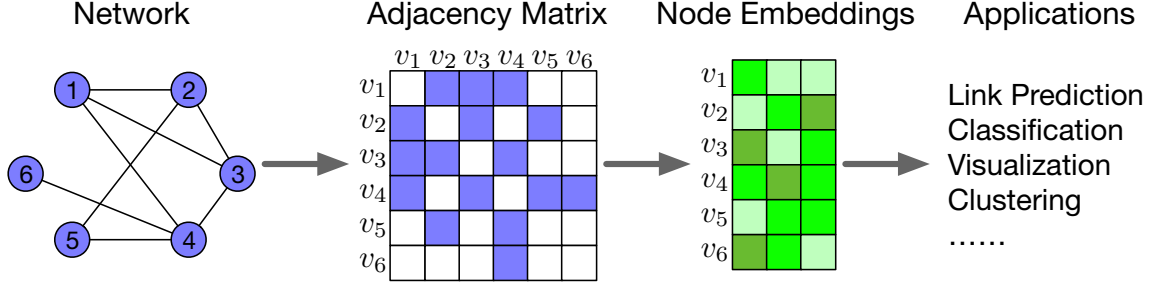 Network
Adjacency Matrix
Node Embeddings
Applications
1
2
3
6
5
4
v1 v2 v3 v4 v5 v6
v1
v2
v3
v4
v5
v6
v1
v2
v3
v4
v5
v6
Link Prediction
Classification
Visualization
Clustering
......